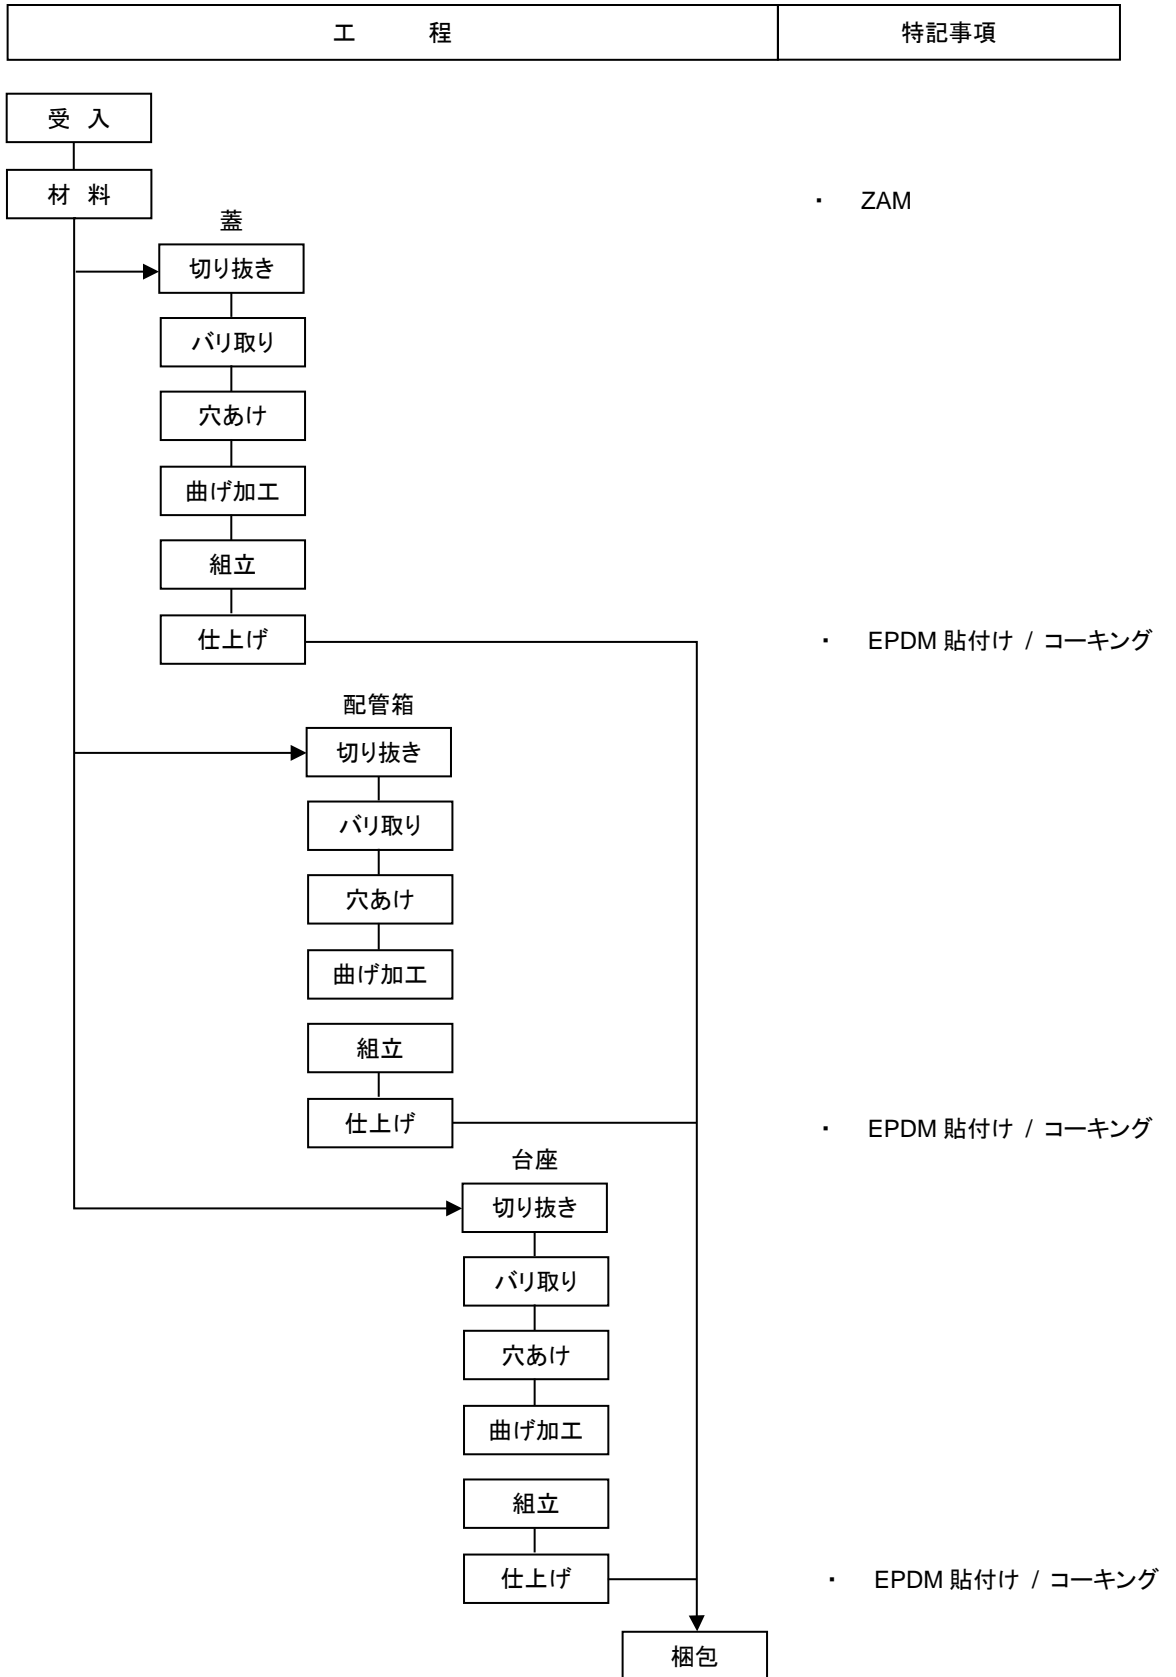 工 程 特記事項
受 入
材 料
・ ZAM
蓋
切り抜き
バリ取り
穴あけ
曲げ加工
組立
仕上げ
・ EPDM 貼付け / コーキング
配管箱
切り抜き
バリ取り
穴あけ
曲げ加工
組立
仕上げ
・ EPDM 貼付け / コーキング
台座
切り抜き
バリ取り
穴あけ
曲げ加工
組立
仕上げ
・ EPDM 貼付け / コーキング
梱包